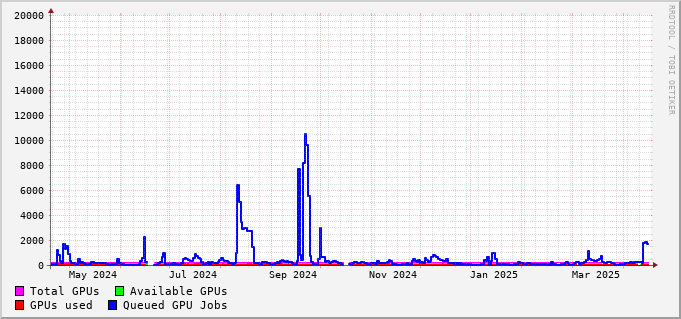 20000
18000
16000
14000
12000
10000
8000
6000
4000
2000
0
May 2024 Jul 2024 Sep 2024 Nov 2024 Jan 2025 Mar 2025
Total GPUs Available GPUs
GPUs used Queued GPU Jobs
RRDTOOL / TOBI OETIKER